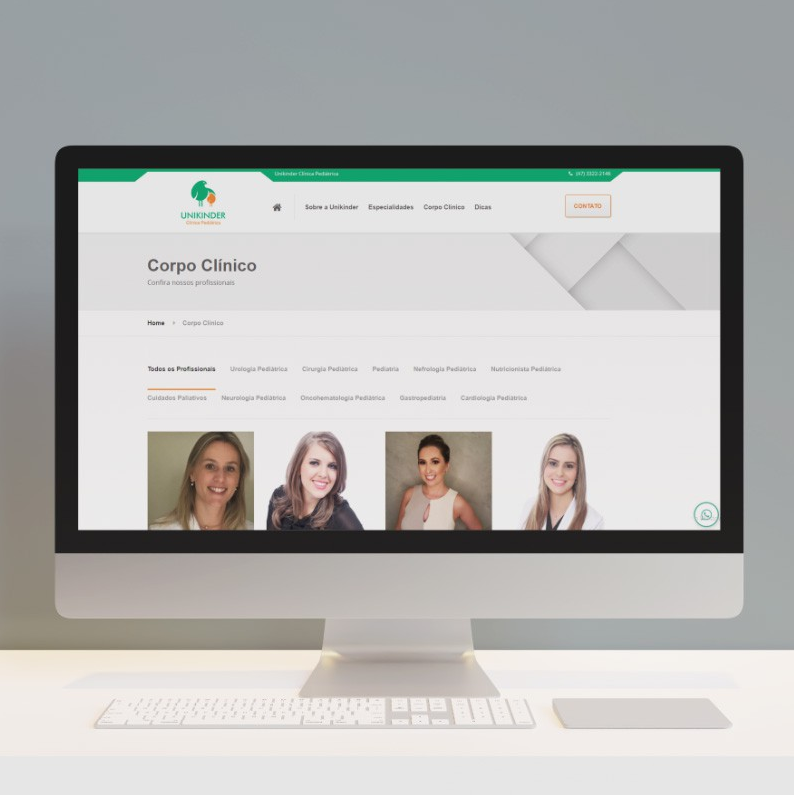 Unikinder Clínica Pediátrica
(47) 3322-2146
UNIKINDER
Clínica Pediátrica
Sobre a Unikinder Especialidades Corpo Clínico Dicas
CONTATO
Corpo Clínico
Confira nossos profissionais
Home > Corpo Clínico
Todos os Profissionais Urologia Pediátrica Cirurgia Pediátrica Pediatria Nefrologia Pediátrica Nutricionista Pediátrica
Cuidados Paliativos Neurologia Pediátrica Oncohematologia Pediátrica Gastropediatria Cardiologia Pediátrica